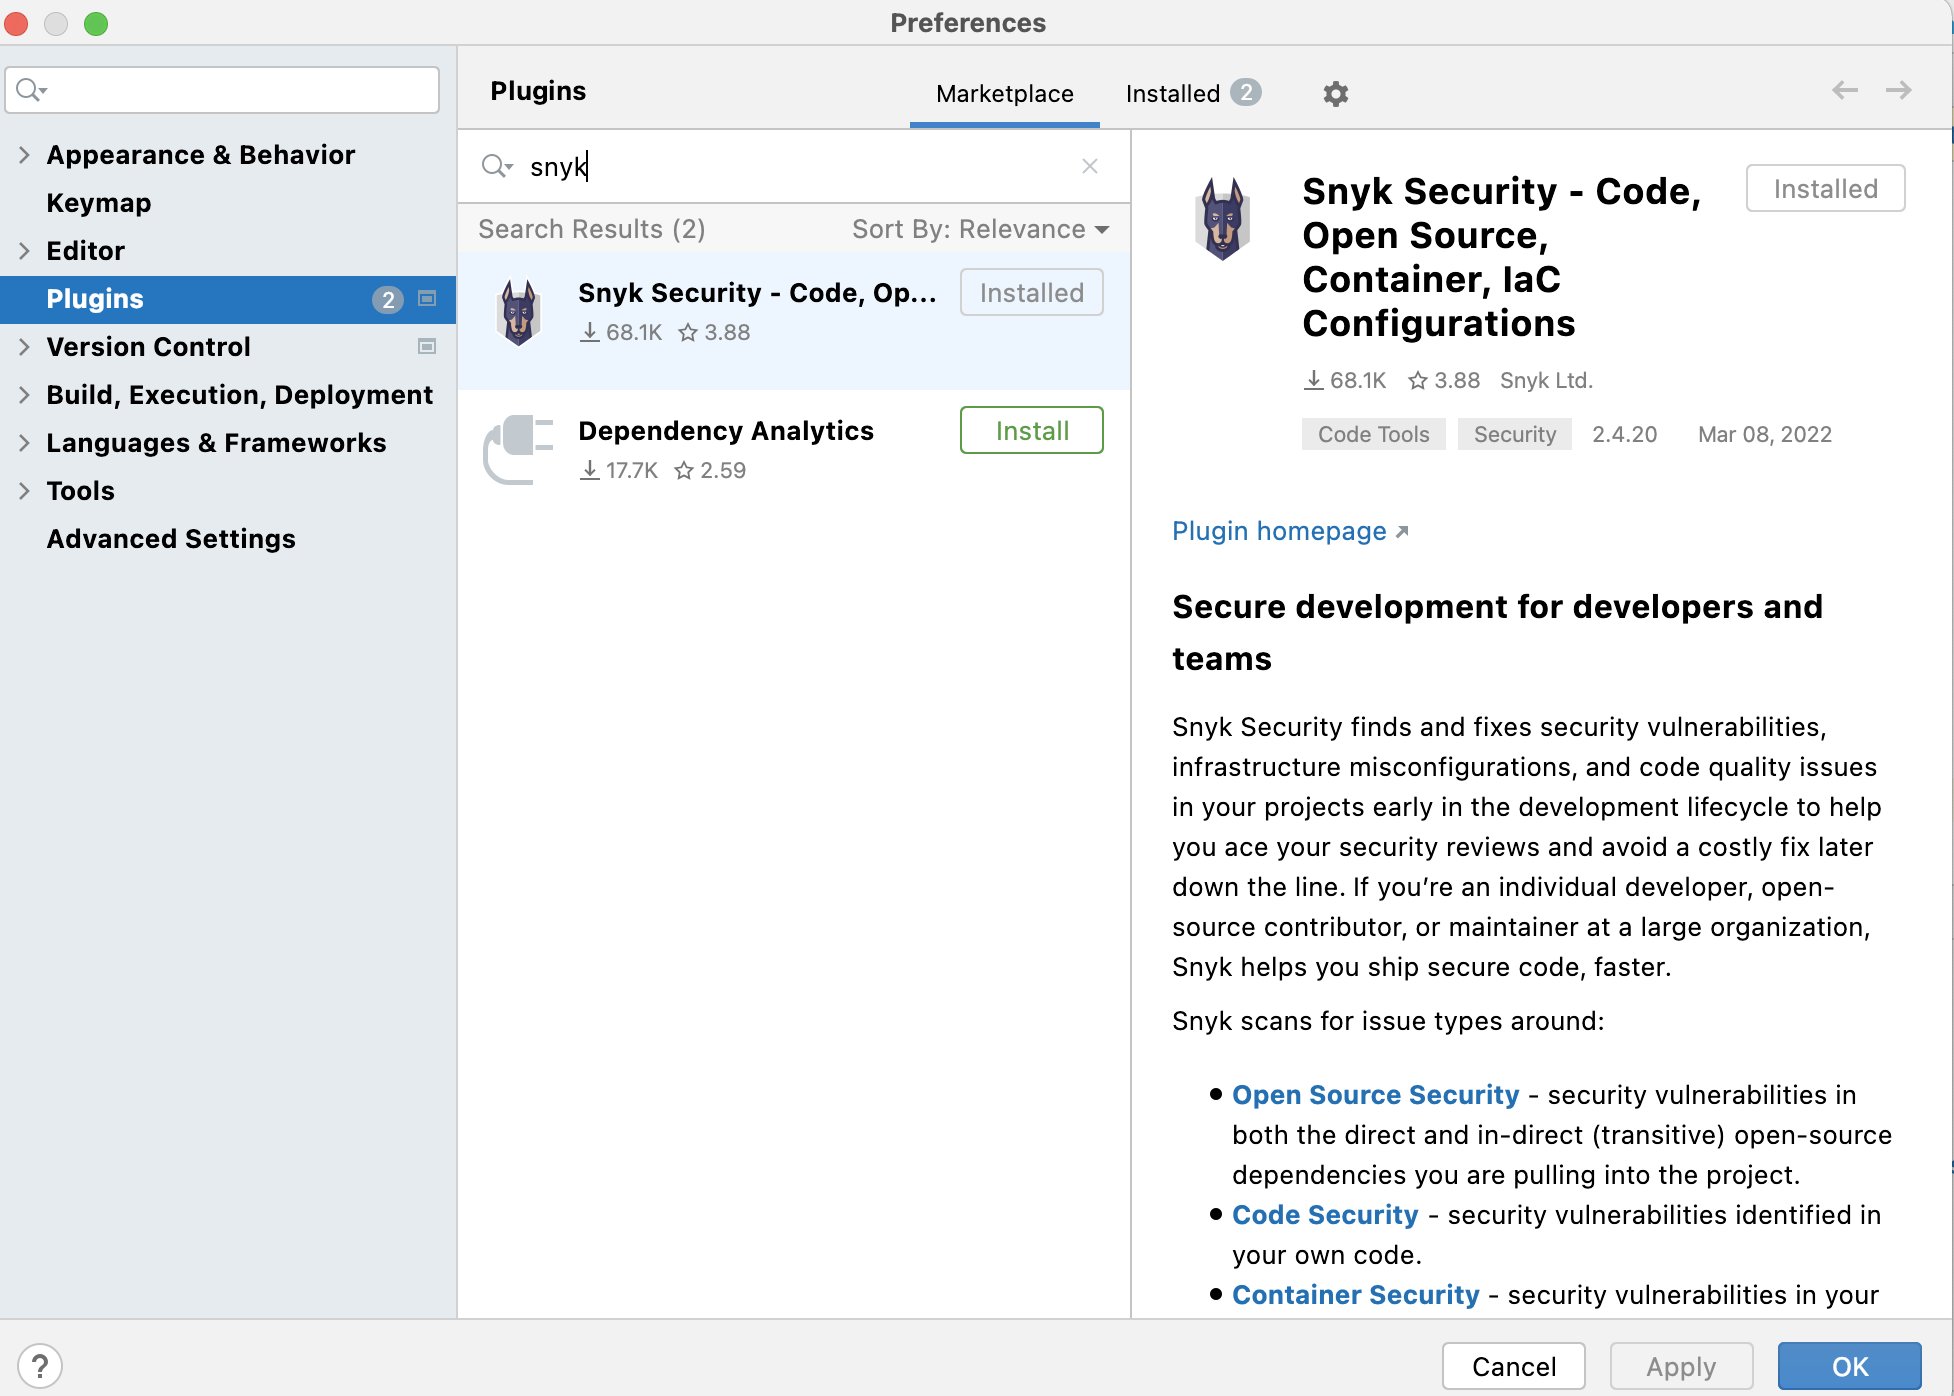 Preferences
Appearance & Behavior
Keymap
Editor
Plugins 2
Version Control
Build, Execution, Deployment
Languages & Frameworks
Tools
Advanced Settings
Plugins
Marketplace
Installed 2
snyk
Search Results (2)
Sort By: Relevance
Snyk Security - Code, Op...
Installed
68.1K 3.88
Dependency Analytics
Install
17.7K 2.59
Snyk Security - Code,
Open Source,
Container, IaC
Configurations
Installed
68.1K 3.88 Snyk Ltd.
Code Tools Security 2.4.20 Mar 08, 2022
Plugin homepage
Secure development for developers and
teams
Snyk Security finds and fixes security vulnerabilities,
infrastructure misconfigurations, and code quality issues
in your projects early in the development lifecycle to help
you ace your security reviews and avoid a costly fix later
down the line. If you’re an individual developer, open-
source contributor, or maintainer at a large organization,
Snyk helps you ship secure code, faster.
Snyk scans for issue types around:
● Open Source Security - security vulnerabilities in
both the direct and in-direct (transitive) open-source
dependencies you are pulling into the project.
● Code Security - security vulnerabilities identified in
your own code.
● Container Security - security vulnerabilities in your
?
Cancel
Apply
OK